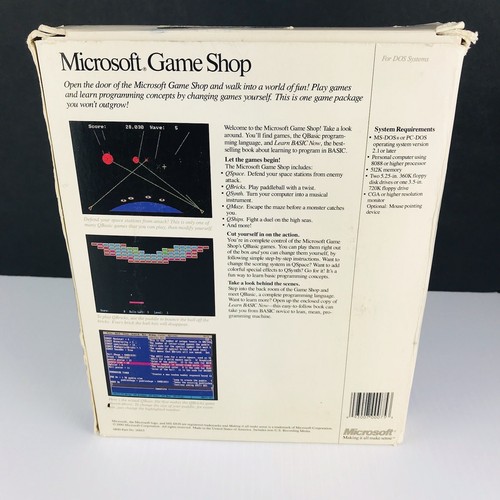 Microsoft® Game Shop
For DOS Systems
Open the door of the Microsoft Game Shop and walk into a world of fun! Play games
and learn programming concepts by changing games yourself. This is one game package
you won't outgrow!
Score: 18,030 Wave: 5
Welcome to the Microsoft Game Shop! Take a look
around. You'll find games, the QBasic program-
ming language, and Learn BASIC Now, the best-
selling book about learning to program in BASIC.
Let the games begin!
The Microsoft Game Shop includes:
• QSpace. Defend your space stations from enemy
attack.
• QBricks. Play paddleball with a twist.
• QSynth. Turn your computer into a musical
instrument.
• QMaze. Escape the maze before a monster catches
you.
• QShips. Fight a duel on the high seas.
• And more!
Cut yourself in on the action.
You're in complete control of the Microsoft Game
Shop's QBasic games. You can play them right out
of the box and you can change them yourself, by
following simple step-by-step instructions. Want to
change the scoring system in QSpace? Want to add
colorful special effects to QSynth? Go for it! It's a
fun way to learn basic programming concepts.
Take a look behind the scenes.
Step into the back room of the Game Shop and
meet QBasic, a complete programming language.
Want to learn more? Open up the enclosed copy of
Learn BASIC Now—this easy-to-follow book can
take you from BASIC novice to lean, mean, pro-
gramming machine.
System Requirements
• MS-DOS® or PC-DOS
operating system version
2.1 or later
• Personal computer using
8088 or higher processor
• 512K memory
• Two 5.25-in. 360K floppy
disk drives or one 3.5-in.
720K floppy drive
• CGA or higher resolution
monitor
Optional: Mouse pointing
device
Microsoft®
Making it all make sense™